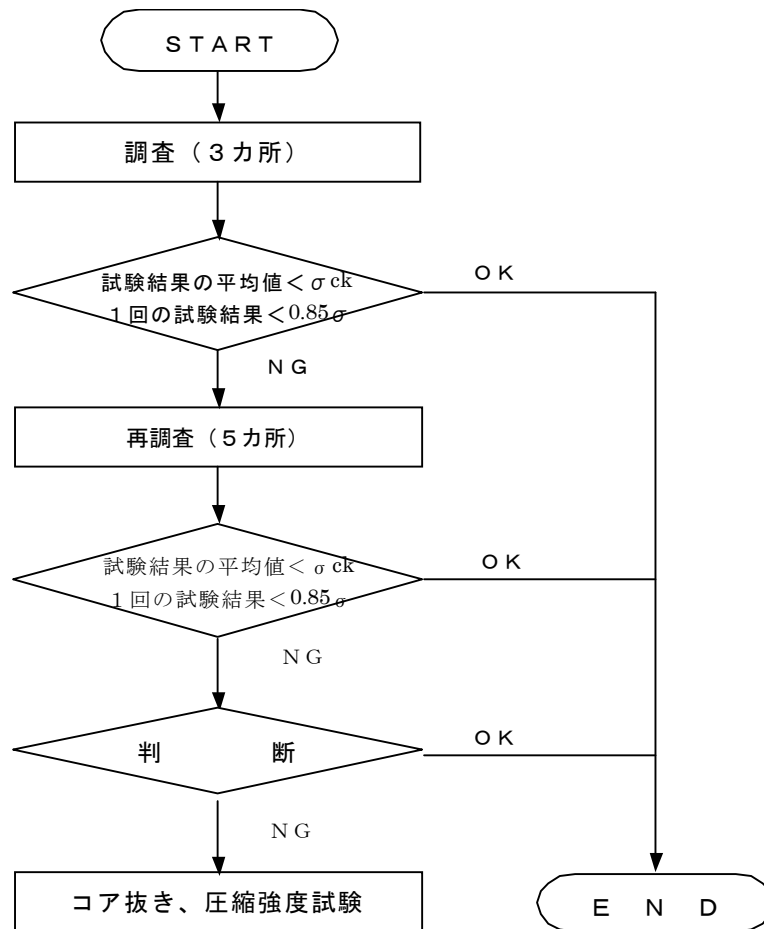 ＳＴＡＲＴ
調査（３カ所）
試験結果の平均値＜σck
１回の試験結果＜0.85σ
ＯＫ
ＮＧ
再調査（５カ所）
試験結果の平均値＜σck
１回の試験結果＜0.85σ
ＯＫ
ＮＧ
判　断
ＯＫ
ＮＧ
コア抜き、圧縮強度試験
Ｅ　Ｎ　Ｄ